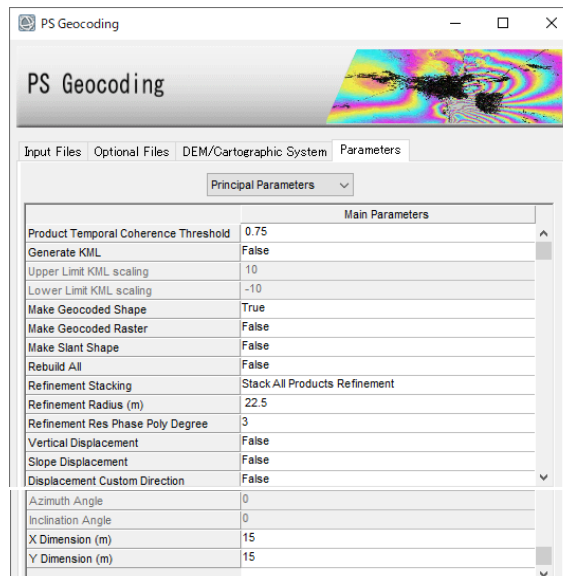 PS Geocoding
PS Geocoding
Input Files Optional Files DEM/Cartographic System Parameters
Principal Parameters
Main Parameters
Product Temporal Coherence Threshold 0.75
Generate KML False
Upper Limit KML scaling 10
Lower Limit KML scaling -10
Make Geocoded Shape True
Make Geocoded Raster False
Make Slant Shape False
Rebuild All False
Refinement Stacking Stack All Products Refinement
Refinement Radius (m) 22.5
Refinement Res Phase Poly Degree 3
Vertical Displacement False
Slope Displacement False
Displacement Custom Direction False
Azimuth Angle 0
Inclination Angle 0
X Dimension (m) 15
Y Dimension (m) 15